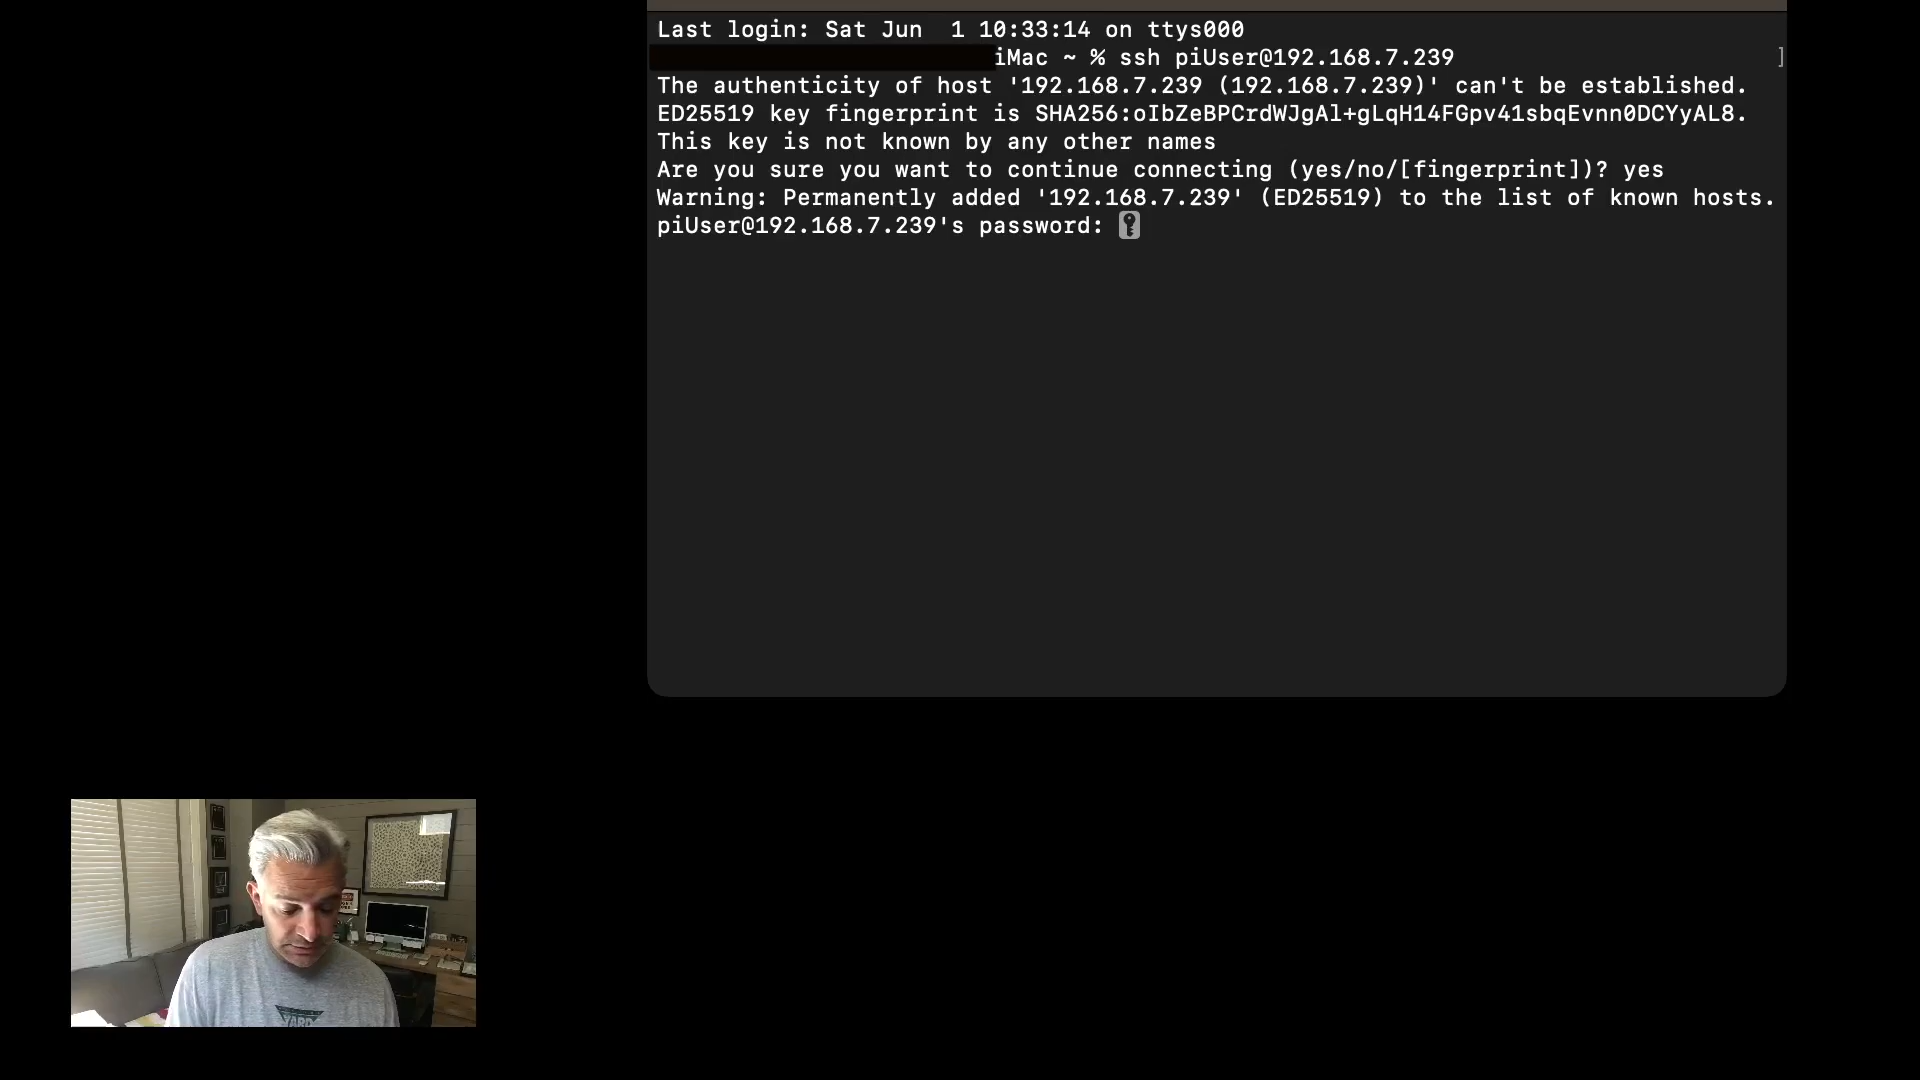 Last login: Sat Jun  1 10:33:14 on ttys000
iMac ~ % ssh piUser@192.168.7.239 ]
The authenticity of host '192.168.7.239 (192.168.7.239)' can't be established.
ED25519 key fingerprint is SHA256:oIbZeBPCrdWJgAl+gLqH14FGpv41sbqEvnn0DCYyAL8.
This key is not known by any other names
Are you sure you want to continue connecting (yes/no/[fingerprint])? yes
Warning: Permanently added '192.168.7.239' (ED25519) to the list of known hosts.
piUser@192.168.7.239's password:
YARD